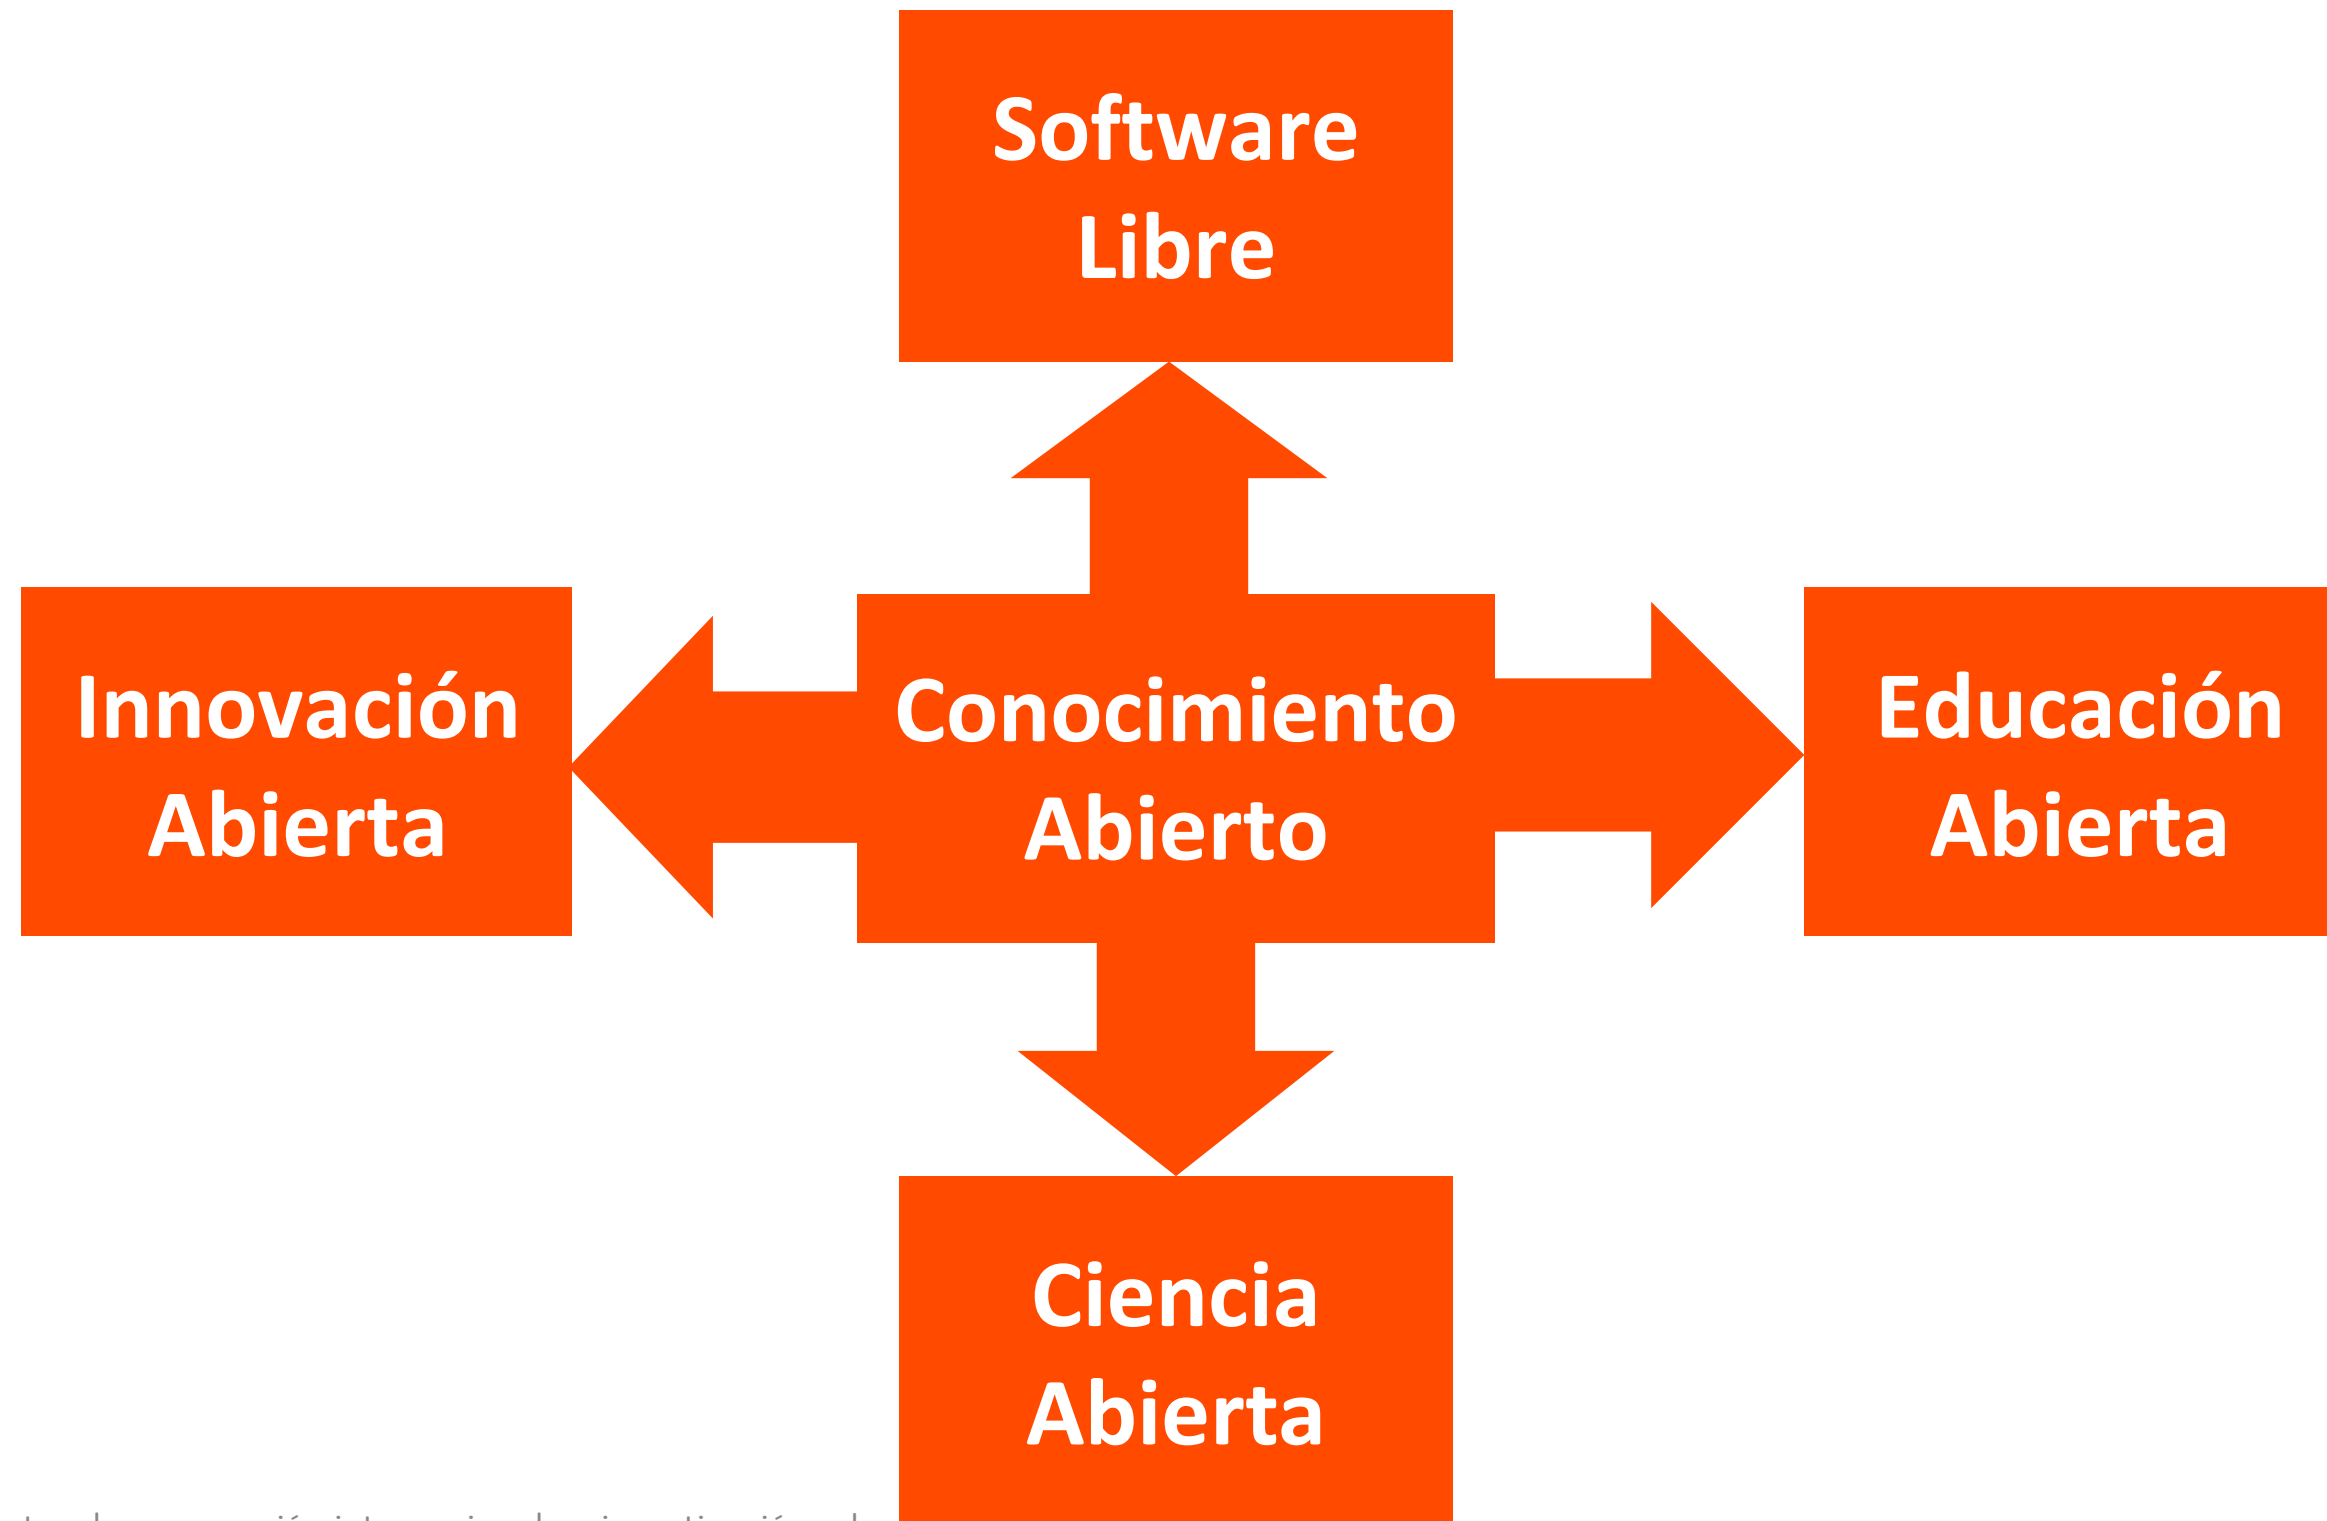 Software
Libre
Innovación
Abierta
Conocimiento
Abierto
Educación
Abierta
Ciencia
Abierta